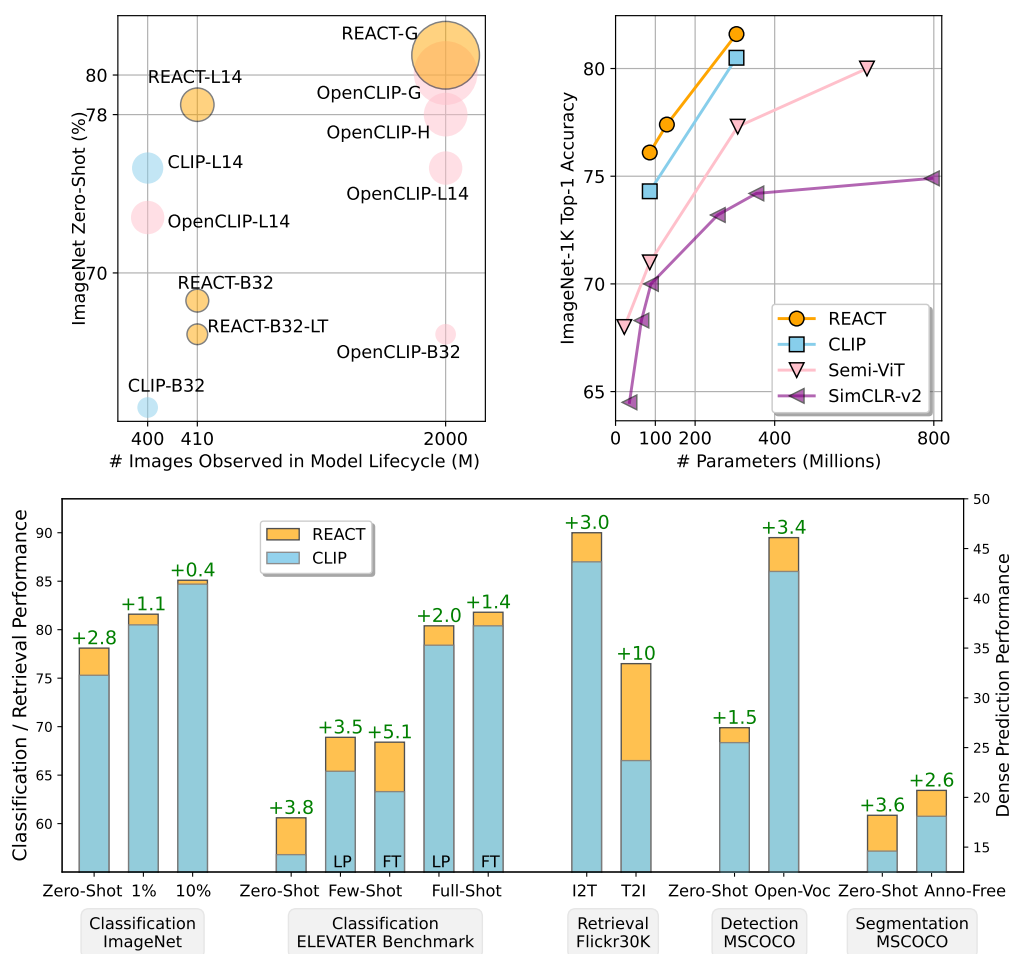 ImageNet Zero-Shot (%)
80
78
70
REACT-G
REACT-L14
OpenCLIP-G
OpenCLIP-H
CLIP-L14
OpenCLIP-L14
OpenCLIP-L14
REACT-B32
REACT-B32-LT
OpenCLIP-B32
CLIP-B32
400 410 2000
# Images Observed in Model Lifecycle (M)
ImageNet-1K Top-1 Accuracy
80
75
70
65
REACT
CLIP
Semi-ViT
SimCLR-v2
0 100 200 400 800
# Parameters (Millions)
Classification / Retrieval Performance
90
85
80
75
70
65
60
REACT
CLIP
+2.8
+1.1
+0.4
+3.8
+3.5
+5.1
+2.0
+1.4
+3.0
+10
+1.5
+3.4
+3.6
+2.6
LP FT LP FT
50
45
40
35
30
25
20
15
Dense Prediction Performance
Zero-Shot 1% 10% Zero-Shot Few-Shot Full-Shot I2T T2I Zero-Shot Open-Voc Zero-Shot Anno-Free
Classification
ImageNet
Classification
ELEVATER Benchmark
Retrieval
Flickr30K
Detection
MSCOCO
Segmentation
MSCOCO